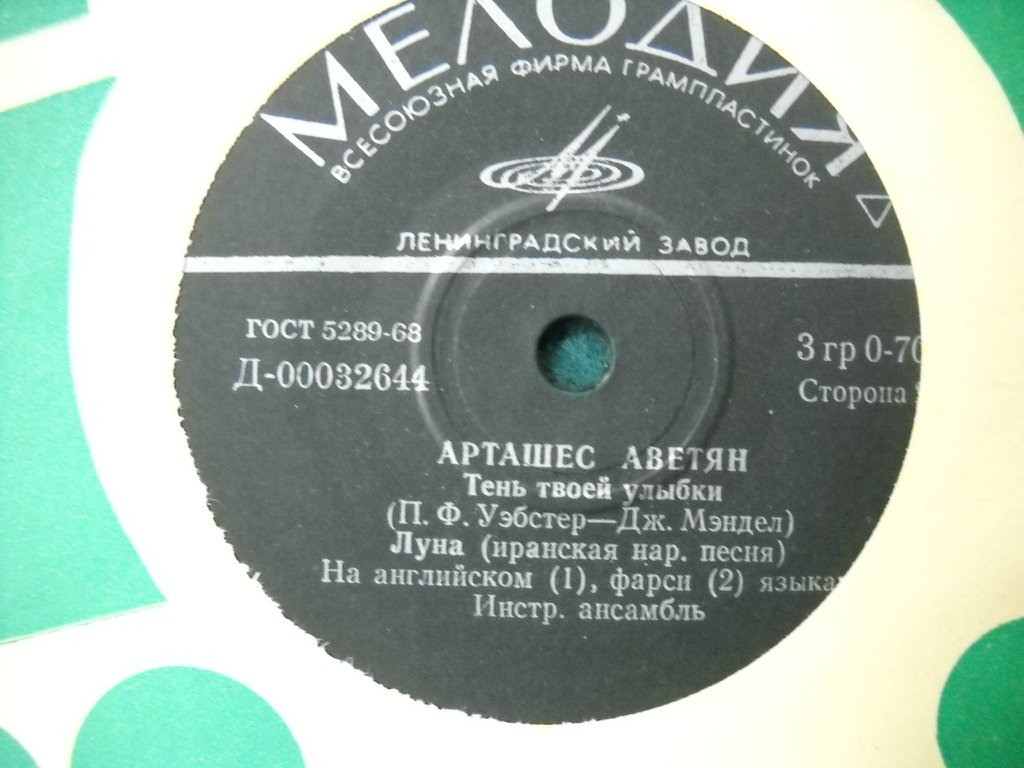 МЕЛОДИЯ
ВСЕСОЮЗНАЯ ФИРМА ГРАМПЛАСТИНОК
ЛЕНИНГРАДСКИЙ ЗАВОД
ГОСТ 5289-68
Д-00032644
3 гр 0-70
Сторона
АРТАШЕС АВЕТЯН
Тень твоей улыбки
(П. Ф. Уэбстер—Дж. Мэндел)
Луна (иранская нар. песня)
На английском (1), фарси (2) языка
Инстр. ансамбль